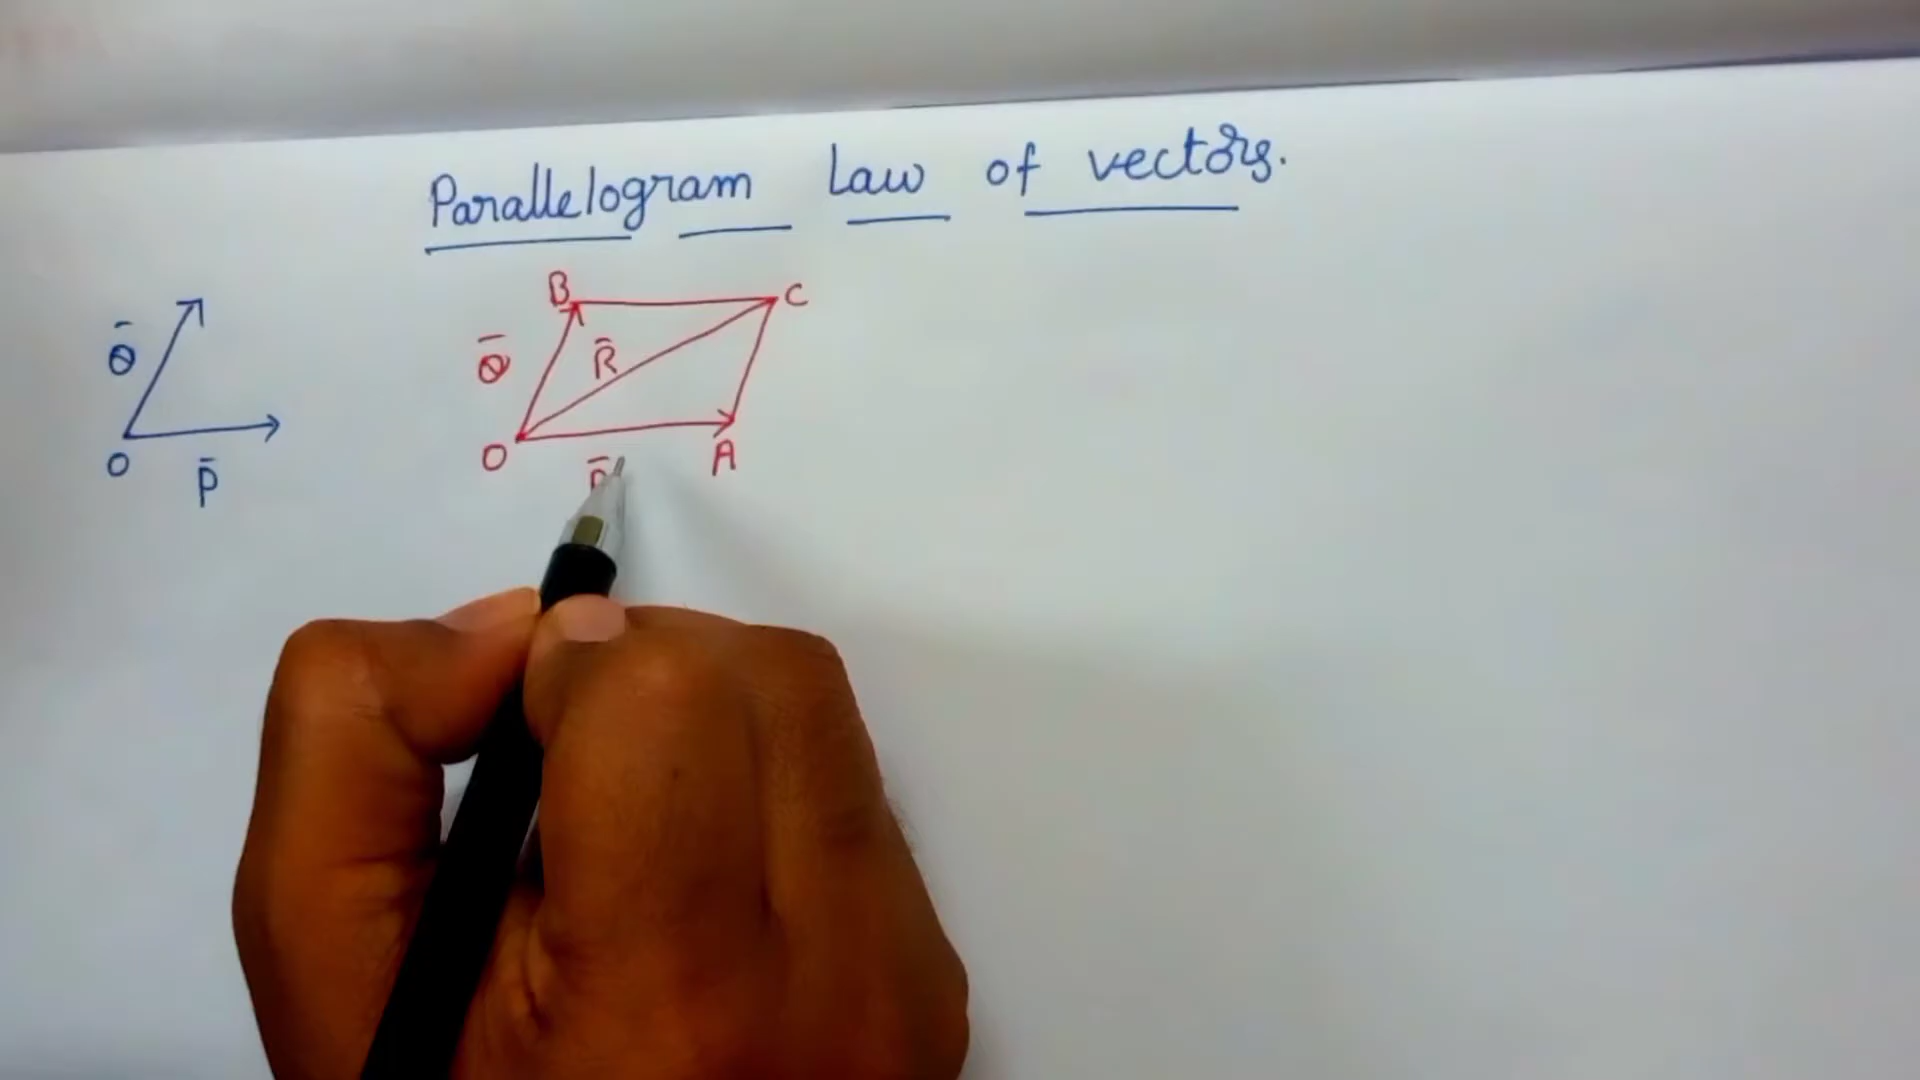 Parallelogram Law of vectors.
B C
Q̄ Q̄ R̄
O P̄ O P̄ A